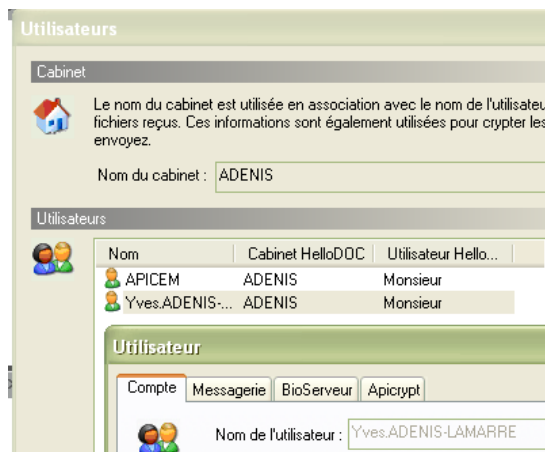 Utilisateurs
Cabinet
Le nom du cabinet est utilisée en association avec le nom de l'utilisateu
fichiers reçus. Ces informations sont également utilisées pour crypter les
envoyez.
Nom du cabinet : ADENIS
Utilisateurs
Nom Cabinet HelloDOC Utilisateur Hello...
APICEM ADENIS Monsieur
Yves.ADENIS-... ADENIS Monsieur
Utilisateur
Compte Messagerie BioServeur Apicrypt
Nom de l'utilisateur : Yves.ADENIS-LAMARRE